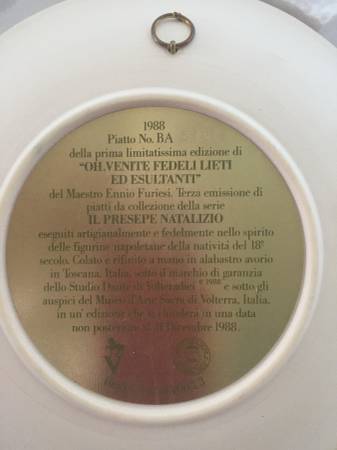 1988
Piatto No. BA
della prima limitatissima edizione di
"OH,VENITE FEDELI LIETI
ED ESULTANTI"
del Maestro Ennio Furiesi. Terza emissione di
piatti da collezione della serie
IL PRESEPE NATALIZIO
eseguiti artigianalmente e fedelmente nello spirito
delle figurine napoletane della natività del 18°
secolo. Colato e rifinito a mano in alabastro avorio
in Toscana, Italia, sotto il marchio di garanzia
dello Studio Dante di Volteradici © 1988 e sotto gli
auspici del Museo d'Arte Sacra di Volterra, Italia,
in un' edizione che si chiuderà in una data
non posteriore al 31 Dicembre 1988.